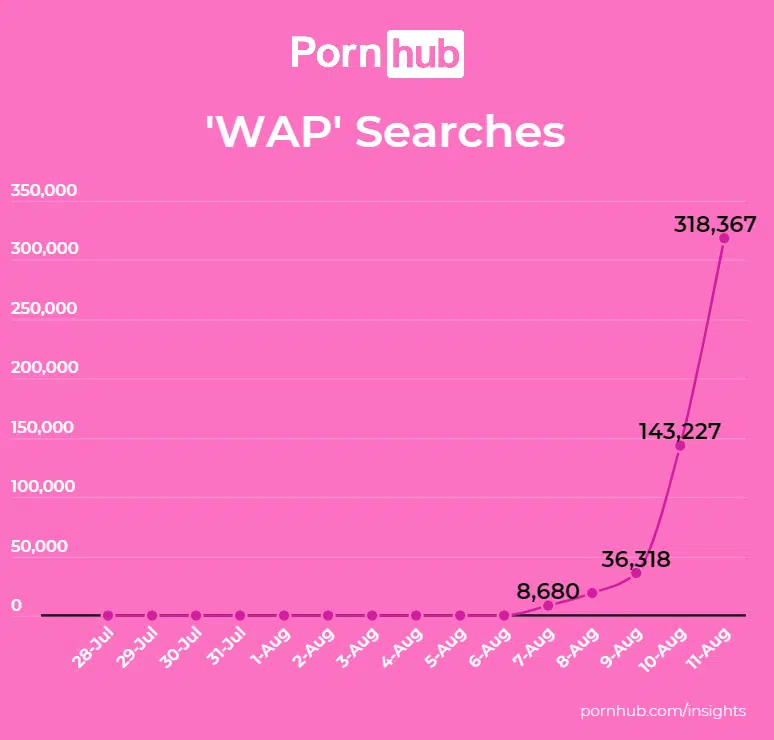 Pornhub
'WAP' Searches
350,000
318,367
300,000
250,000
200,000
150,000
143,227
100,000
50,000
36,318
8,680
0
28-Jul
29-Jul
30-Jul
31-Jul
1-Aug
2-Aug
3-Aug
4-Aug
5-Aug
6-Aug
7-Aug
8-Aug
9-Aug
10-Aug
11-Aug
pornhub.com/insights